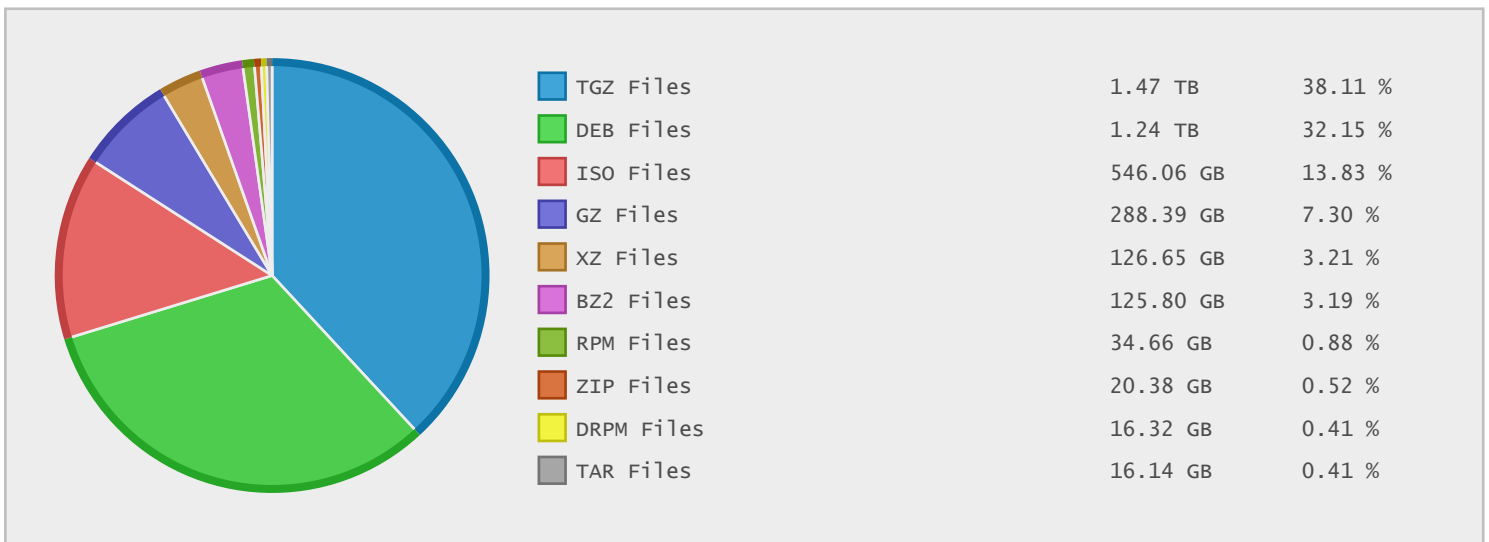 TGZ Files 1.47 TB 38.11 %
DEB Files 1.24 TB 32.15 %
ISO Files 546.06 GB 13.83 %
GZ Files 288.39 GB 7.30 %
XZ Files 126.65 GB 3.21 %
BZ2 Files 125.80 GB 3.19 %
RPM Files 34.66 GB 0.88 %
ZIP Files 20.38 GB 0.52 %
DRPM Files 16.32 GB 0.41 %
TAR Files 16.14 GB 0.41 %